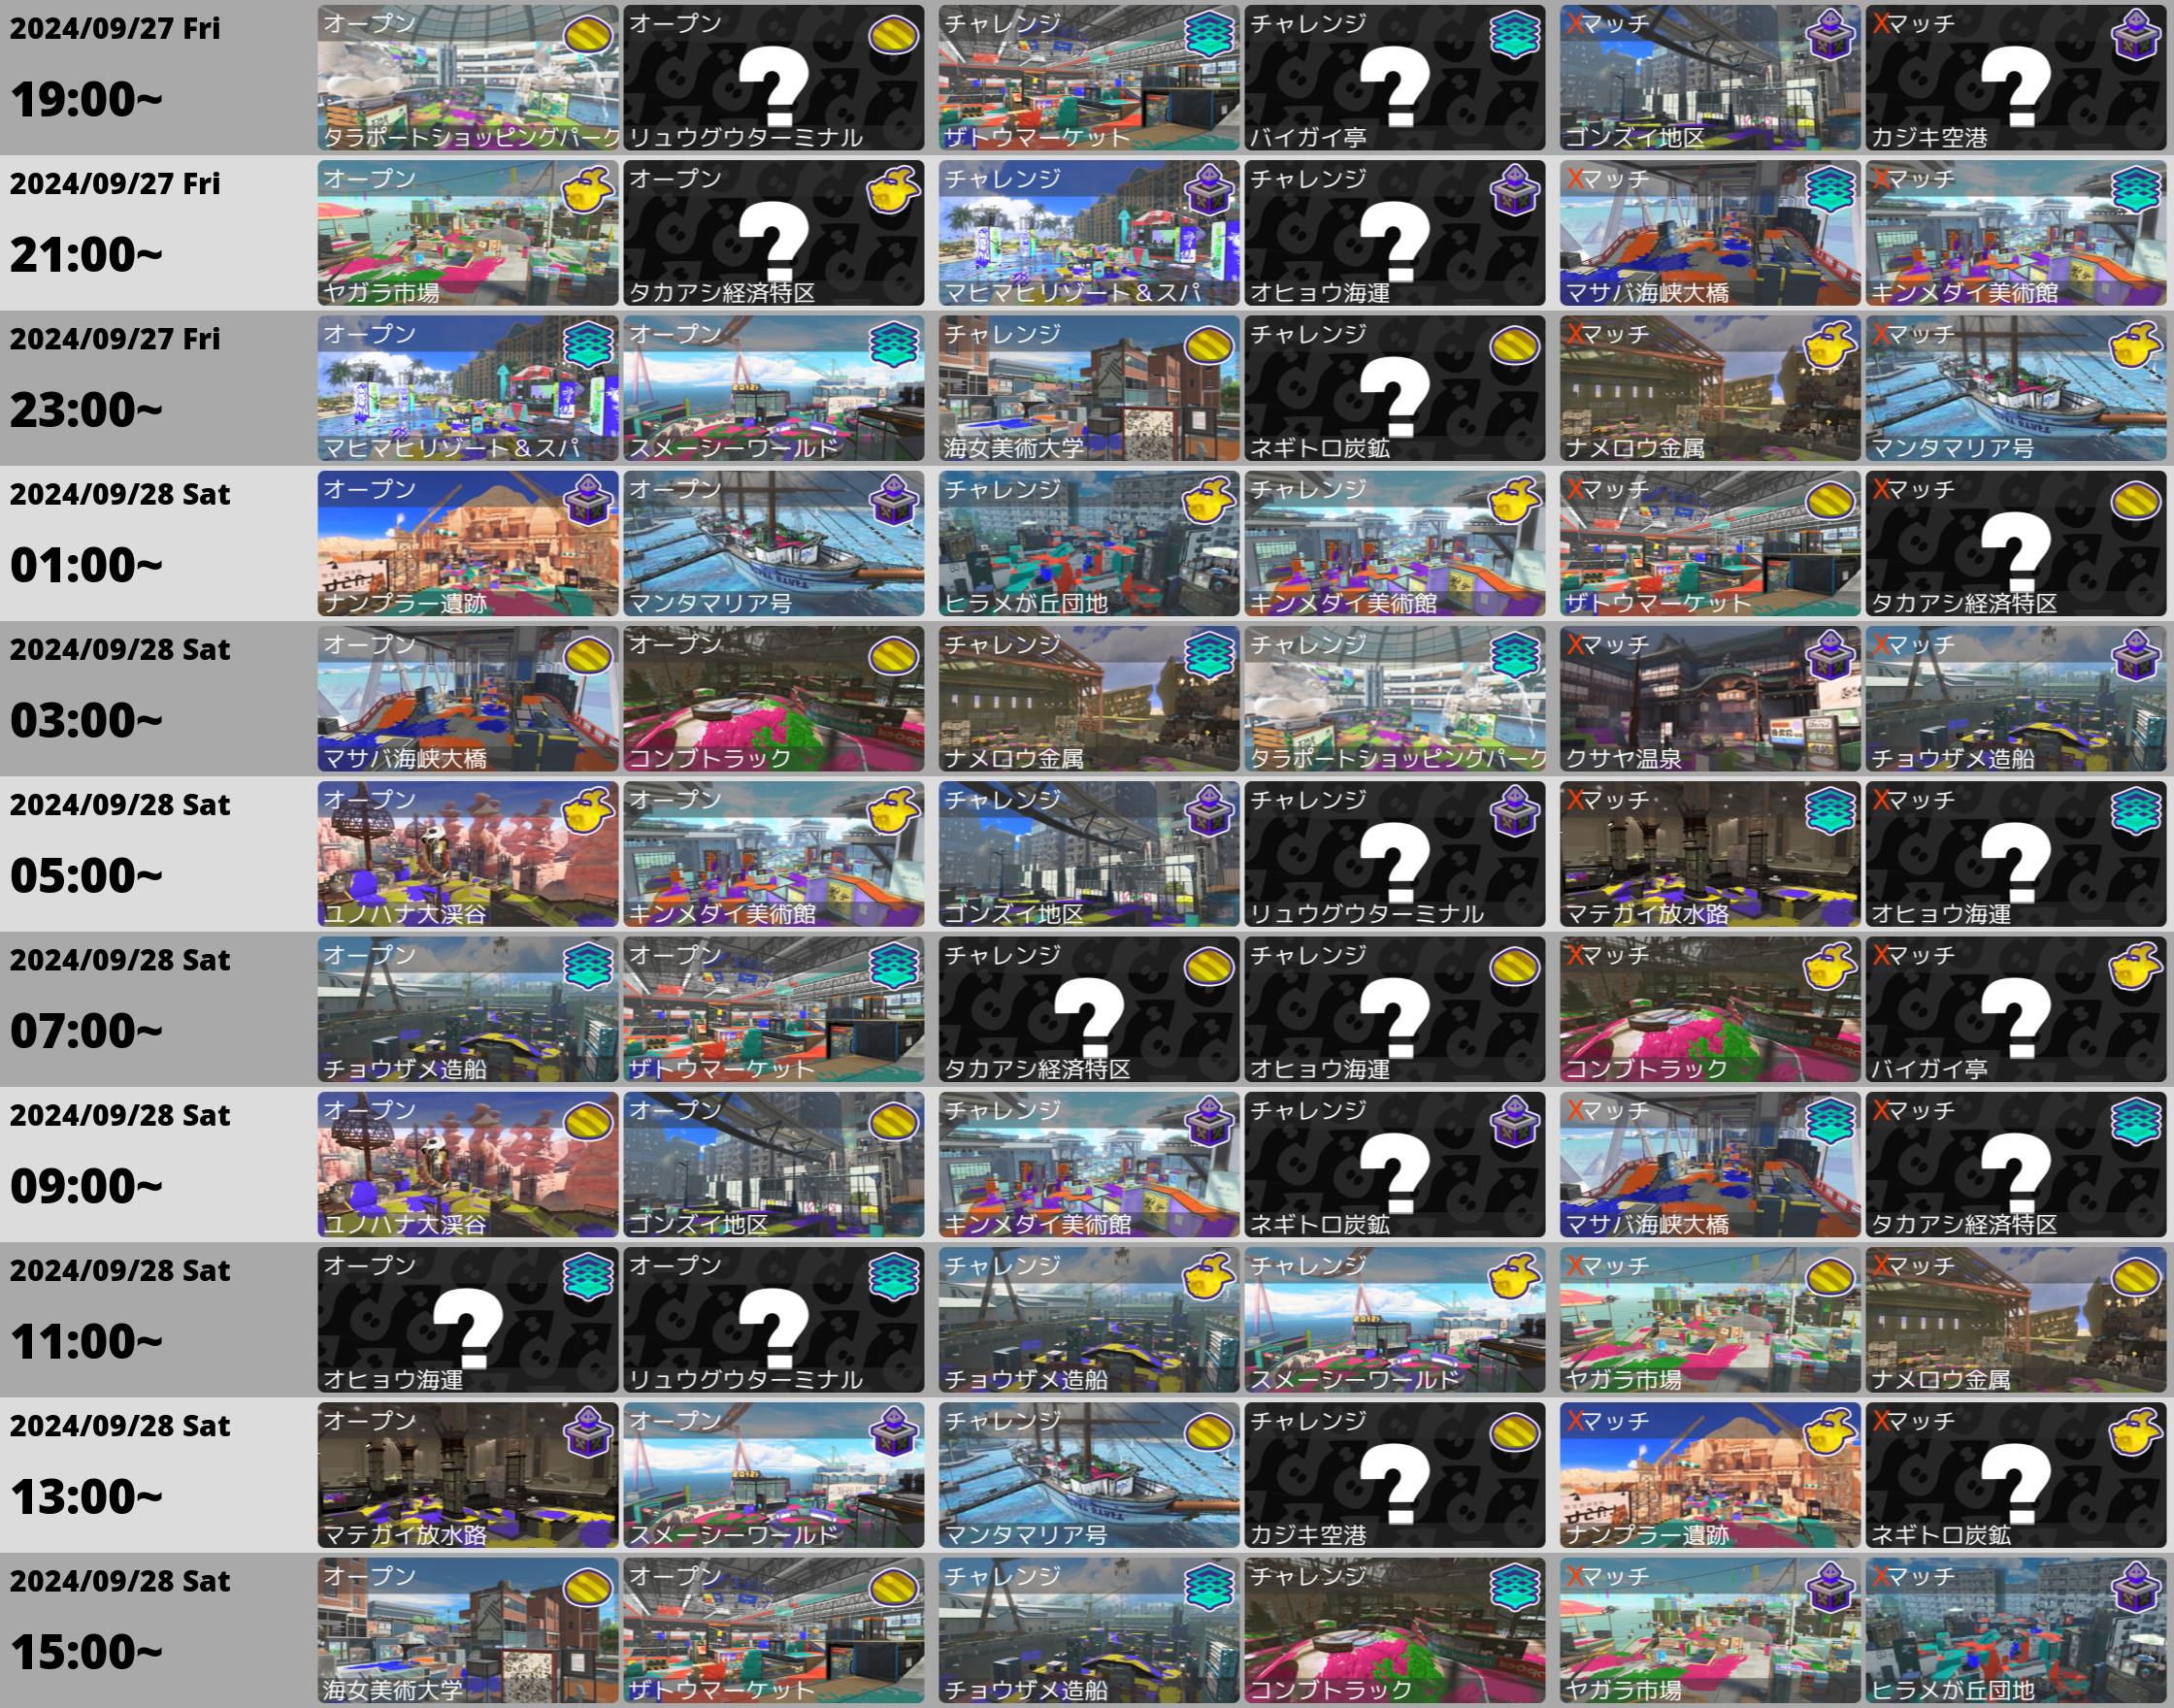 2024/09/27 Fri
19:00~
オープン
タラポートショッピングパーク
オープン
リュウグウターミナル
チャレンジ
ザトウマーケット
チャレンジ
バイガイ亭
Xマッチ
ゴンズイ地区
Xマッチ
カジキ空港
2024/09/27 Fri
21:00~
オープン
ヤガラ市場
オープン
タカアシ経済特区
チャレンジ
マヒマヒリゾート＆スパ
チャレンジ
オヒョウ海運
Xマッチ
マサバ海峡大橋
Xマッチ
キンメダイ美術館
2024/09/27 Fri
23:00~
オープン
マヒマヒリゾート＆スパ
オープン
スメーシーワールド
チャレンジ
海女美術大学
チャレンジ
ネギトロ炭鉱
Xマッチ
ナメロウ金属
Xマッチ
マンタマリア号
2024/09/28 Sat
01:00~
オープン
ナンプラー遺跡
オープン
マンタマリア号
チャレンジ
ヒラメが丘団地
チャレンジ
キンメダイ美術館
Xマッチ
ザトウマーケット
Xマッチ
タカアシ経済特区
2024/09/28 Sat
03:00~
オープン
マサバ海峡大橋
オープン
コンブトラック
チャレンジ
ナメロウ金属
チャレンジ
タラポートショッピングパーク
Xマッチ
クサヤ温泉
Xマッチ
チョウザメ造船
2024/09/28 Sat
05:00~
オープン
ユノハナ大渓谷
オープン
キンメダイ美術館
チャレンジ
ゴンズイ地区
チャレンジ
リュウグウターミナル
Xマッチ
マテガイ放水路
Xマッチ
オヒョウ海運
2024/09/28 Sat
07:00~
オープン
チョウザメ造船
オープン
ザトウマーケット
チャレンジ
タカアシ経済特区
チャレンジ
オヒョウ海運
Xマッチ
コンブトラック
Xマッチ
バイガイ亭
2024/09/28 Sat
09:00~
オープン
ユノハナ大渓谷
オープン
ゴンズイ地区
チャレンジ
キンメダイ美術館
チャレンジ
ネギトロ炭鉱
Xマッチ
マサバ海峡大橋
Xマッチ
タカアシ経済特区
2024/09/28 Sat
11:00~
オープン
オヒョウ海運
オープン
リュウグウターミナル
チャレンジ
チョウザメ造船
チャレンジ
スメーシーワールド
Xマッチ
ヤガラ市場
Xマッチ
ナメロウ金属
2024/09/28 Sat
13:00~
オープン
マテガイ放水路
オープン
スメーシーワールド
チャレンジ
マンタマリア号
チャレンジ
カジキ空港
Xマッチ
ナンプラー遺跡
Xマッチ
ネギトロ炭鉱
2024/09/28 Sat
15:00~
オープン
海女美術大学
オープン
ザトウマーケット
チャレンジ
チョウザメ造船
チャレンジ
コンブトラック
Xマッチ
ヤガラ市場
Xマッチ
ヒラメが丘団地